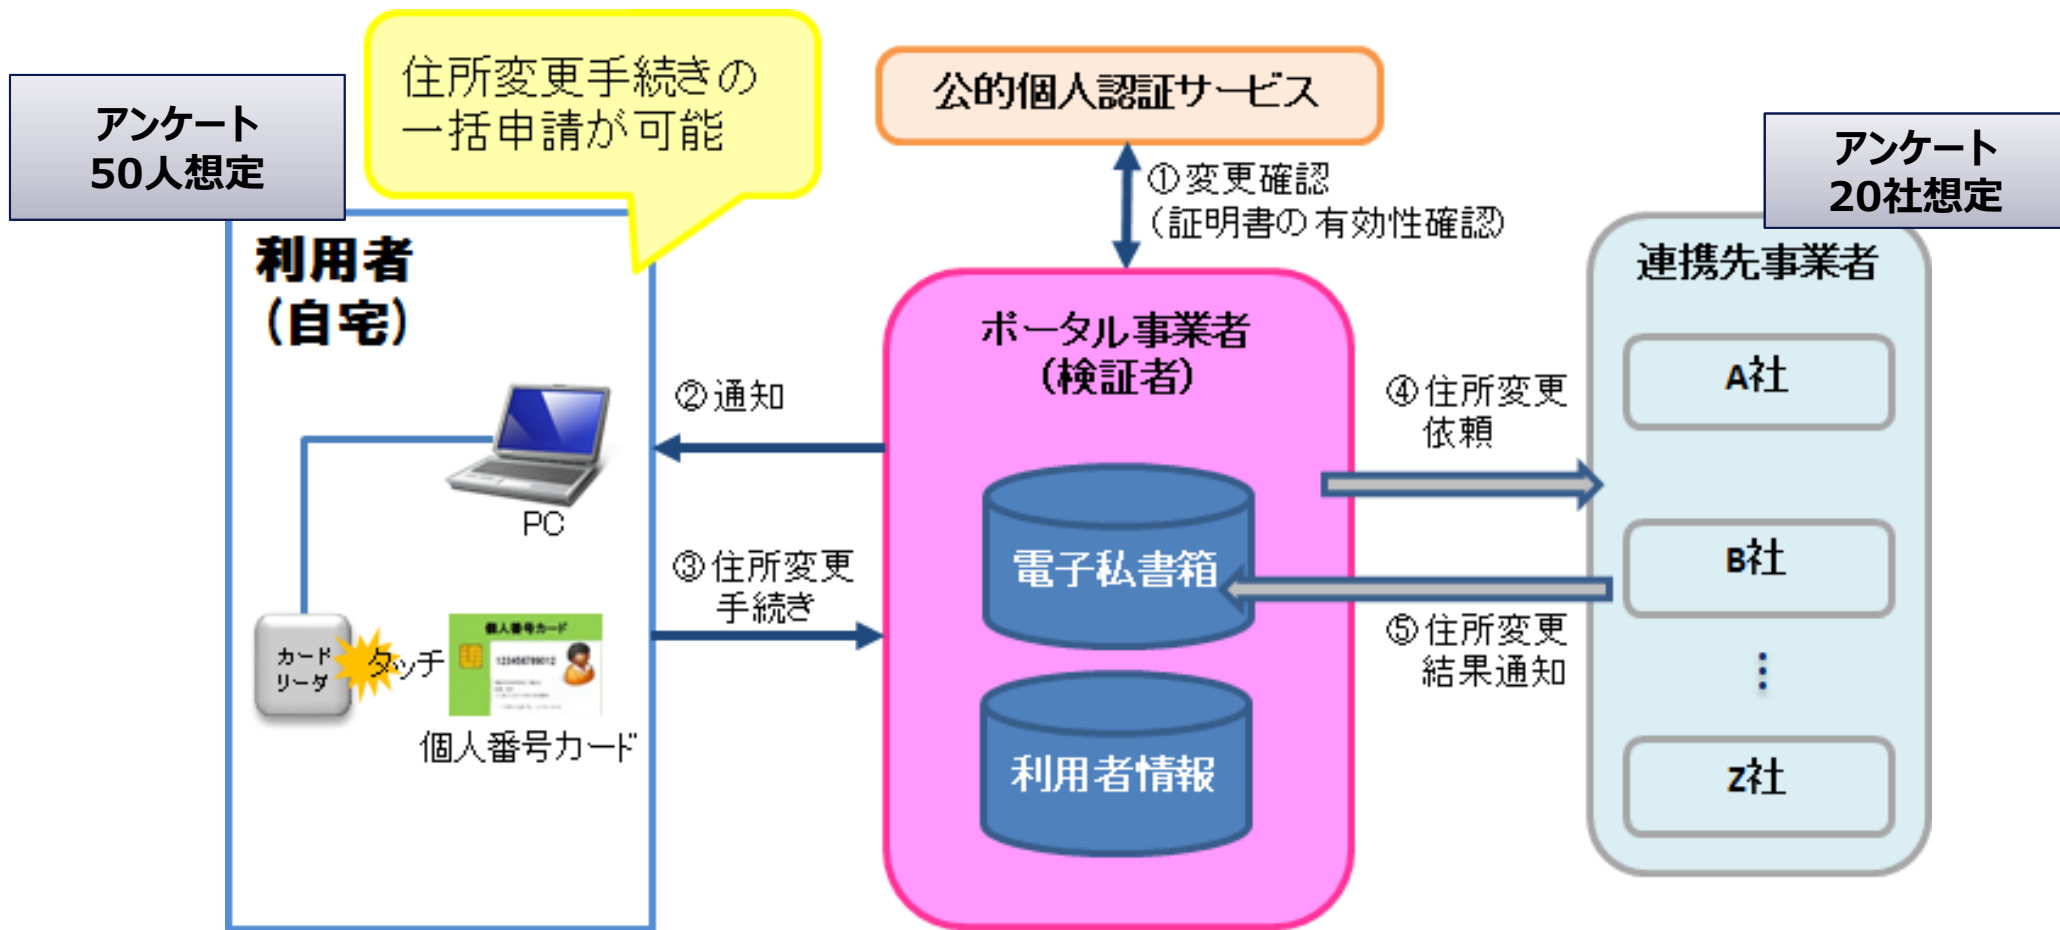 アンケート
50人想定
住所変更手続きの
一括申請が可能
利用者
(自宅)
PC
カード
リーダ
タッチ
個人番号カード
123456789012
個人番号カード
公的個人認証サービス
①変更確認
(証明書の有効性確認)
②通知
③住所変更
手続き
ポータル事業者
(検証者)
電子私書箱
利用者情報
④住所変更
依頼
⑤住所変更
結果通知
アンケート
20社想定
連携先事業者
A社
B社
⋮
Z社